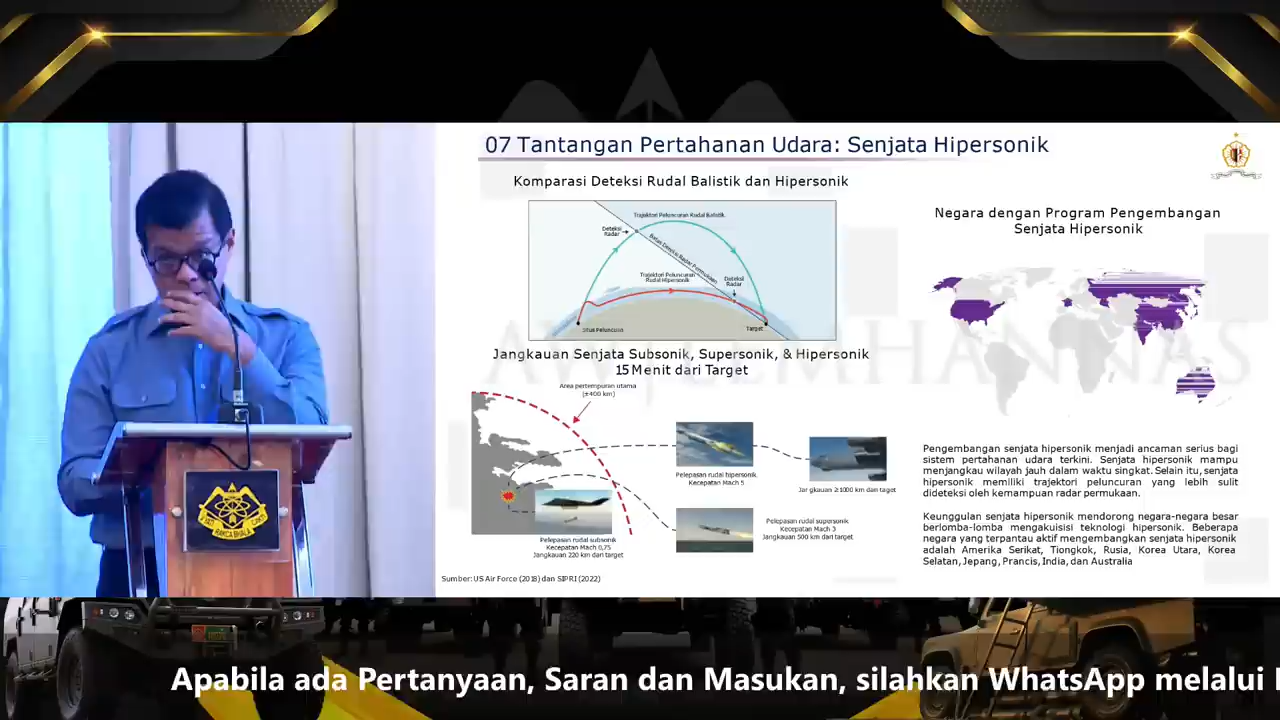 07 Tantangan Pertahanan Udara: Senjata Hipersonik
Komparasi Deteksi Rudal Balistik dan Hipersonik
Trajektori Peluncuran Rudal Balistik
Deteksi
Radar
Batas Deteksi Radar Permukaan
Trajektori Peluncuran
Rudal Hipersonik
Deteksi
Radar
Situs Peluncuran
Target
Jangkauan Senjata Subsonik, Supersonik, & Hipersonik
15 Menit dari Target
Area pertempuran utama
(±400 km)
Pelepasan rudal hipersonik
Kecepatan Mach 5
Jangkauan ≥1000 km dari taget
Pelepasan rudal supersonik
Kecepatan Mach 3
Jangkauan 500 km dari target
Pelepasan rudal subsonik
Kecepatan Mach 0,75
Jangkauan 220 km dari target
Sumber: US Air Force (2018) dan SIPRI (2022)
Negara dengan Program Pengembangan
Senjata Hipersonik
Pengembangan senjata hipersonik menjadi ancaman serius bagi
sistem pertahanan udara terkini. Senjata hipersonik mampu
menjangkau wilayah jauh dalam waktu singkat. Selain itu, senjata
hipersonik memiliki trajektori peluncuran yang lebih sulit
dideteksi oleh kemampuan radar permukaan.
Keunggulan senjata hipersonik mendorong negara-negara besar
berlomba-lomba mengakuisisi teknologi hipersonik. Beberapa
negara yang terpantau aktif mengembangkan senjata hipersonik
adalah Amerika Serikat, Tiongkok, Rusia, Korea Utara, Korea
Selatan, Jepang, Prancis, India, dan Australia
Apabila ada Pertanyaan, Saran dan Masukan, silahkan WhatsApp melalui